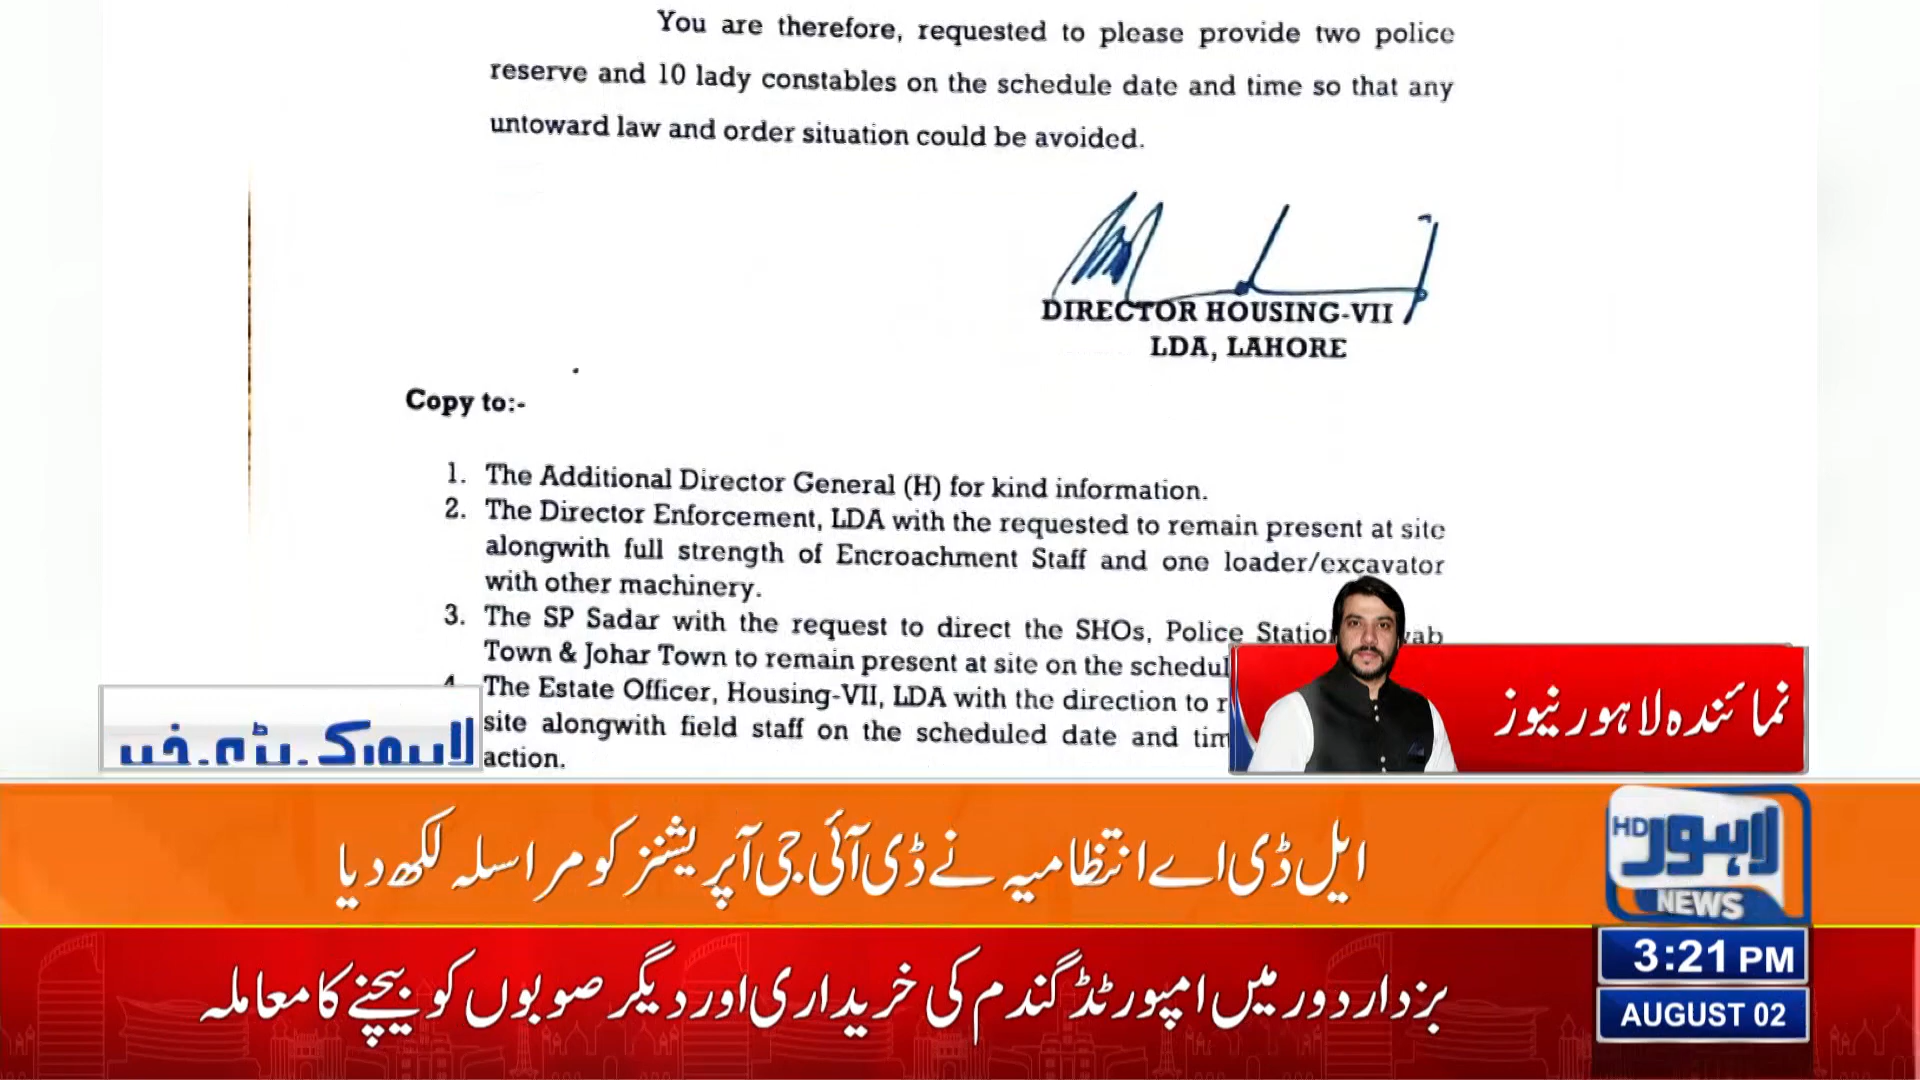 You are therefore, requested to please provide two police
reserve and 10 lady constables on the schedule date and time so that any
untoward law and order situation could be avoided.
DIRECTOR HOUSING-VII
LDA, LAHORE
Copy to:-
1. The Additional Director General (H) for kind information.
2. The Director Enforcement, LDA with the requested to remain present at site
alongwith full strength of Encroachment Staff and one loader/excavator
with other machinery.
3. The SP Sadar with the request to direct the SHOs, Police
Town & Johar Town to remain present at site on the
4. The Estate Officer, Housing-VII, LDA with the direction to
site alongwith field staff on the scheduled date and
action.
نمائندہ لاہور نیوز
ایل ڈی اے انتظامیہ نے ڈی آئی جی آپریشنز کو مراسلہ لکھ دیا
HD لاہور
NEWS
بزدار دور میں امپورٹڈ گندم کی خریداری اور دیگر صوبوں کو بیچنے کا معاملہ
3:21 PM
AUGUST 02